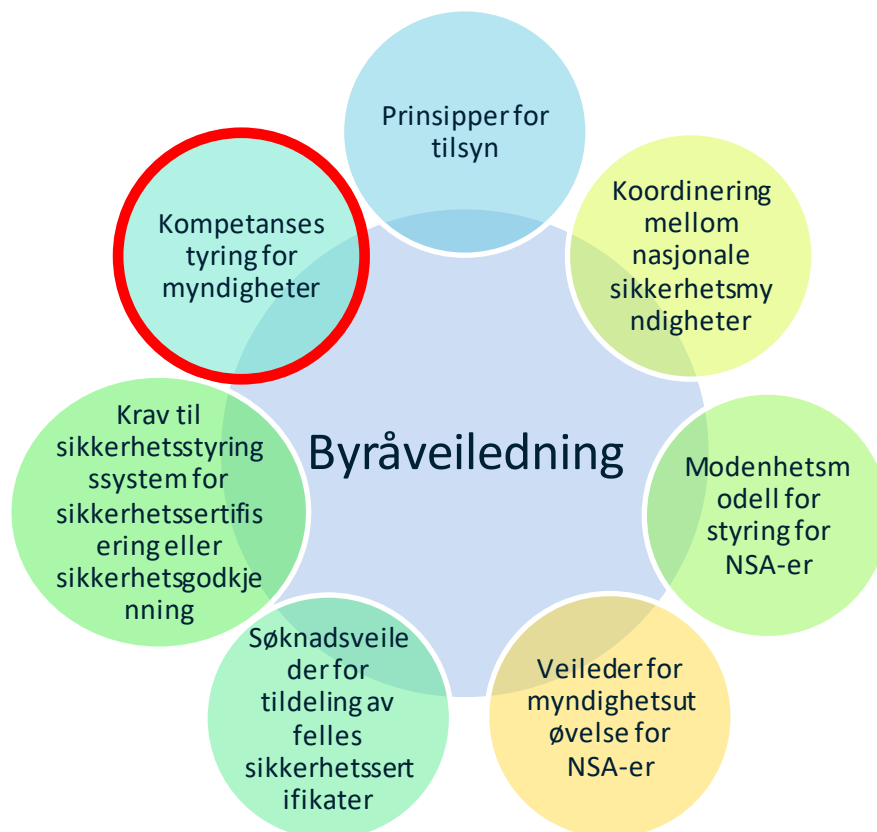 Prinsipper for
tilsyn
Koordinering
mellom
nasjonale
sikkerhetsmy
ndigheter
Modenhetsm
odell for
styring for
NSA-er
Veileder for
myndighetsut
øvelse for
NSA-er
Søknadsveile
der for
tildeling av
felles
sikkerhetssert
ifikater
Krav til
sikkerhetsstyring
ssystem for
sikkerhetssertifis
ering eller
sikkerhetsgodkje
nning
Kompetanses
tyring for
myndigheter
Byråveiledning